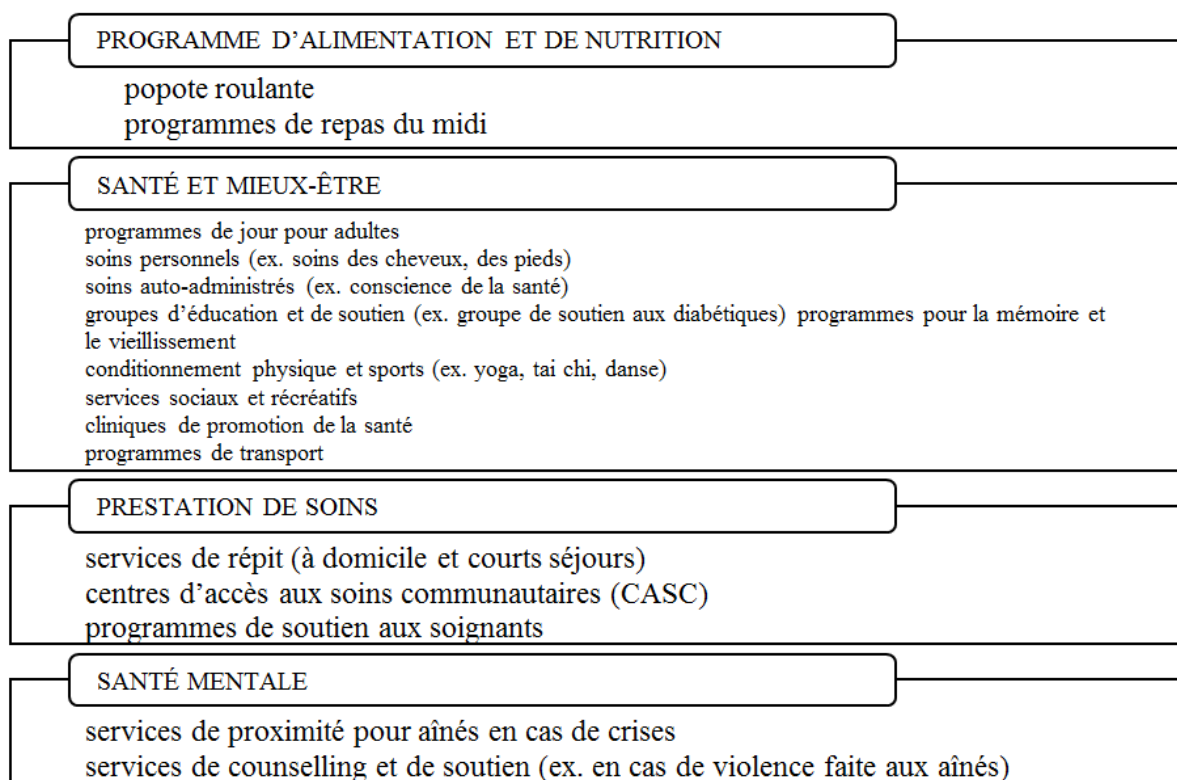 PROGRAMME D’ALIMENTATION ET DE NUTRITION
popote roulante
programmes de repas du midi
SANTÉ ET MIEUX-ÊTRE
programmes de jour pour adultes
soins personnels (ex. soins des cheveux, des pieds)
soins auto-administrés (ex. conscience de la santé)
groupes d’éducation et de soutien (ex. groupe de soutien aux diabétiques) programmes pour la mémoire et
le vieillissement
conditionnement physique et sports (ex. yoga, tai chi, danse)
services sociaux et récréatifs
cliniques de promotion de la santé
programmes de transport
PRESTATION DE SOINS
services de répit (à domicile et courts séjours)
centres d’accès aux soins communautaires (CASC)
programmes de soutien aux soignants
SANTÉ MENTALE
services de proximité pour aînés en cas de crises
services de counselling et de soutien (ex. en cas de violence faite aux aînés)